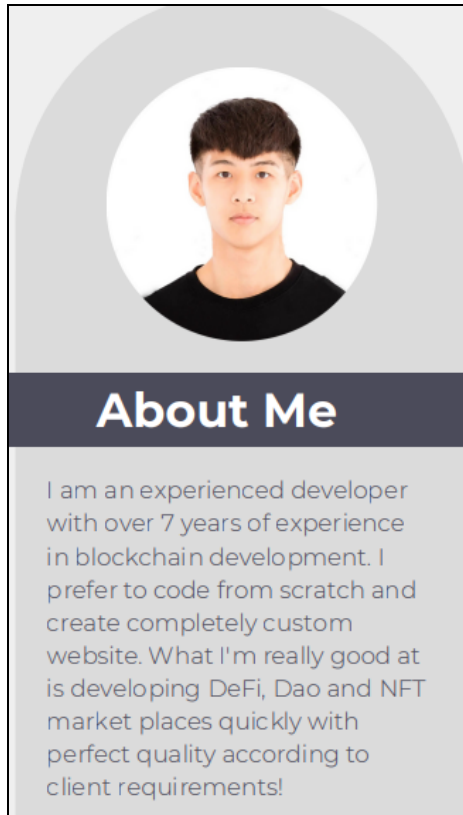 About Me
I am an experienced developer
with over 7 years of experience
in blockchain development. I
prefer to code from scratch and
create completely custom
website. What I'm really good at
is developing DeFi, Dao and NFT
market places quickly with
perfect quality according to
client requirements!